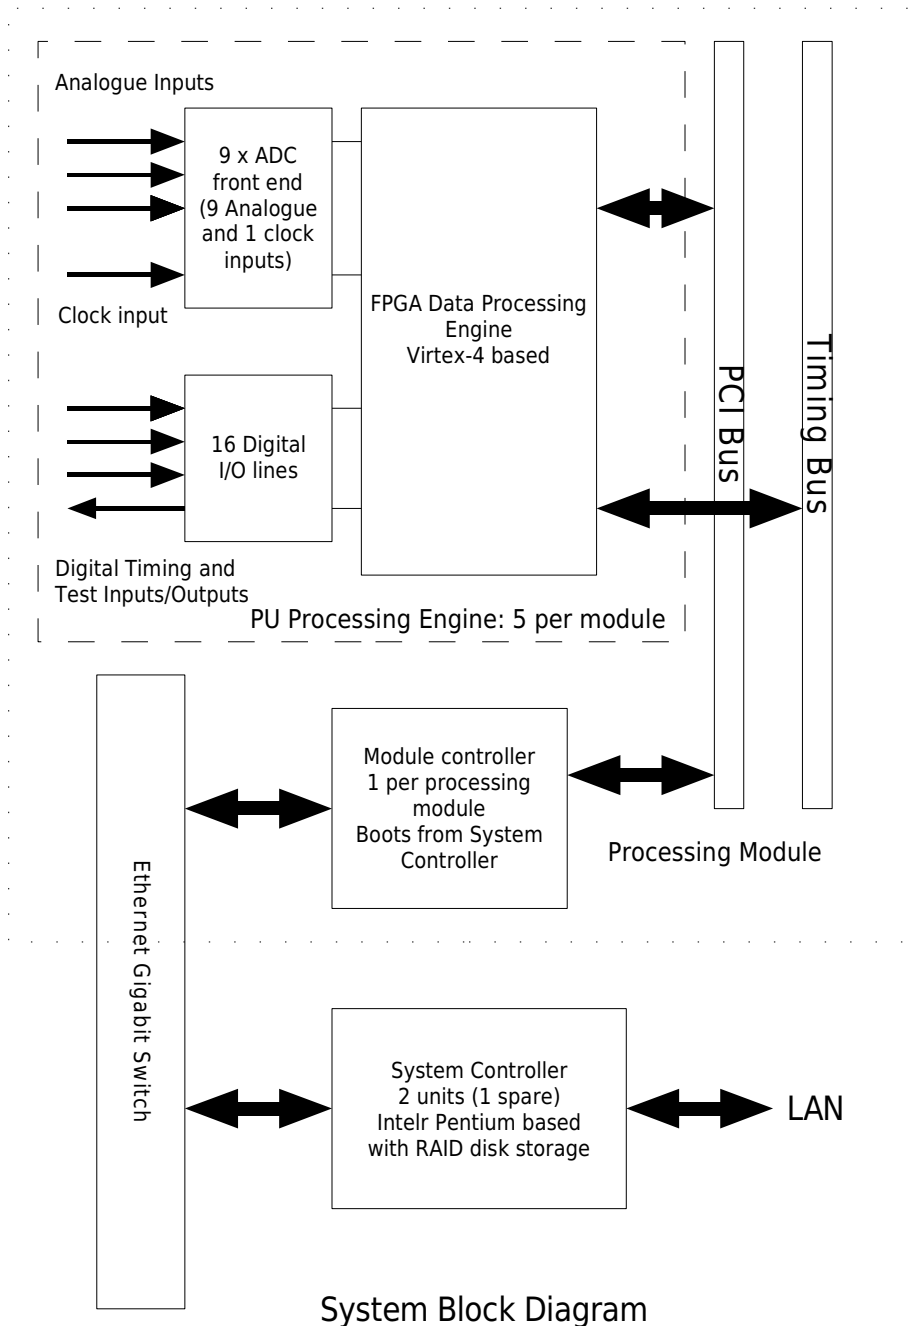 Analogue Inputs
9 x ADC
front end
(9 Analogue
and 1 clock
inputs)
Clock input
FPGA Data Processing
Engine
Virtex-4 based
16 Digital
I/O lines
Digital Timing and
Test Inputs/Outputs
PU Processing Engine: 5 per module
PCI Bus
Timing Bus
Module controller
1 per processing
module
Boots from System
Controller
Processing Module
Ethernet Gigabit Switch
System Controller
2 units (1 spare)
Intelr Pentium based
with RAID disk storage
LAN
System Block Diagram